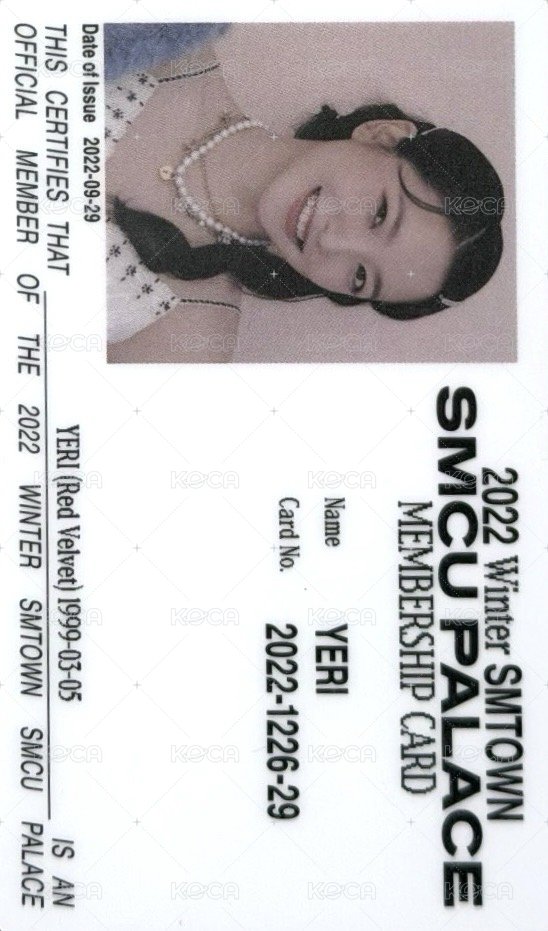 2022 Winter SMTOWN
SMCU PALACE
MEMBERSHIP CARD
Name YERI
Card No. 2022-1226-29
Date of Issue 2022-09-29
THIS CERTIFIES THAT YERI (Red Velvet) 1999-03-05 IS AN
OFFICIAL MEMBER OF THE 2022 WINTER SMTOWN SMCU PALACE
KOCA